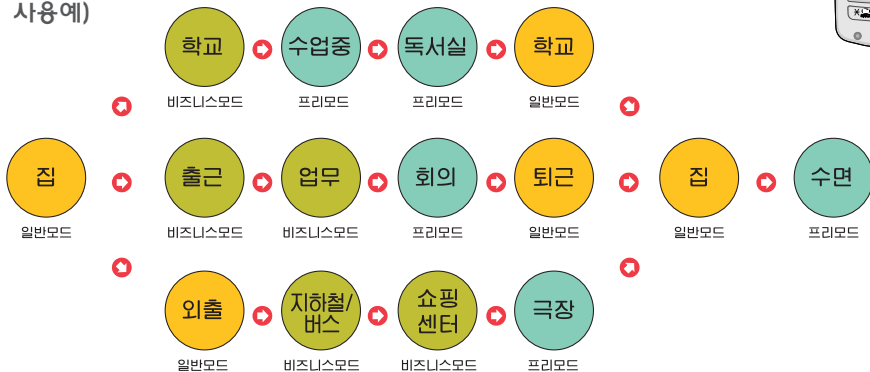 사용예)
학교 수업중 독서실 학교
비즈니스모드 프리모드 프리모드 일반모드
집 출근 업무 회의 퇴근 집 수면
일반모드 비즈니스모드 비즈니스모드 프리모드 일반모드 일반모드 프리모드
외출 지하철/
버스 쇼핑
센터 극장
일반모드 비즈니스모드 비즈니스모드 프리모드